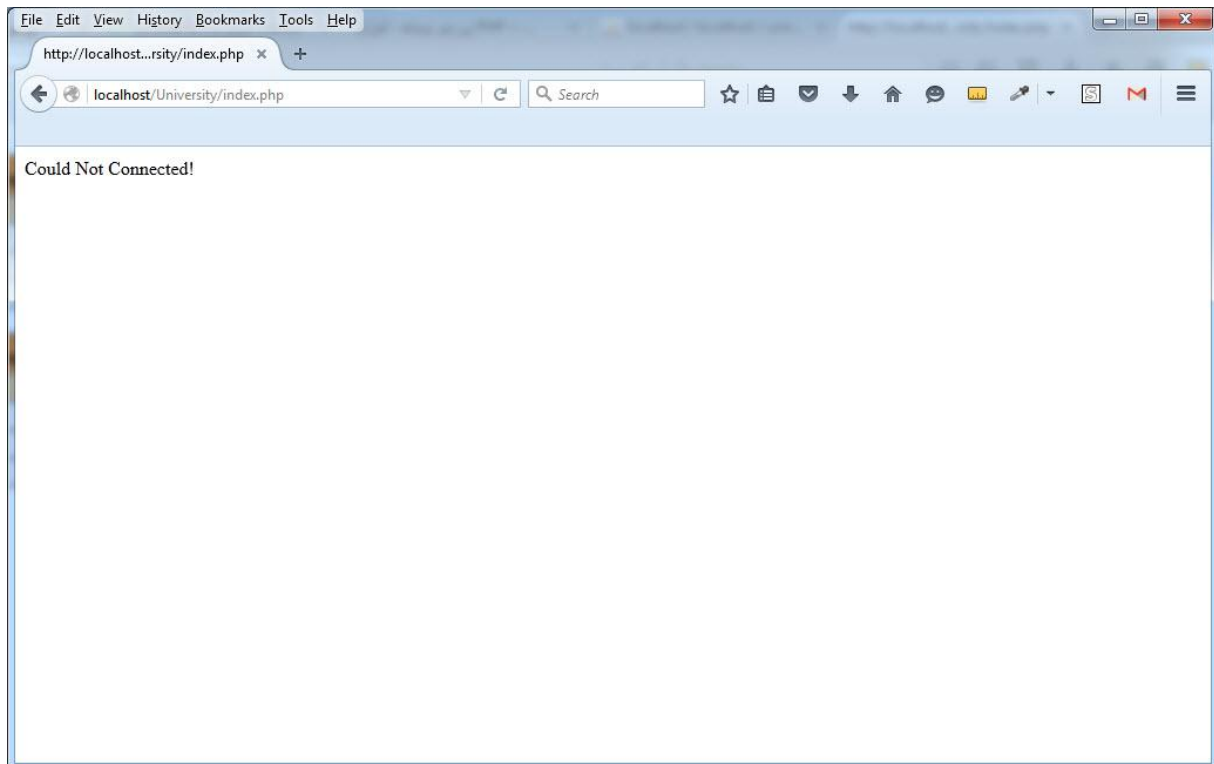 File Edit View History Bookmarks Tools Help
http://localhost...rsity/index.php × +
localhost/University/index.php Search
Could Not Connected!